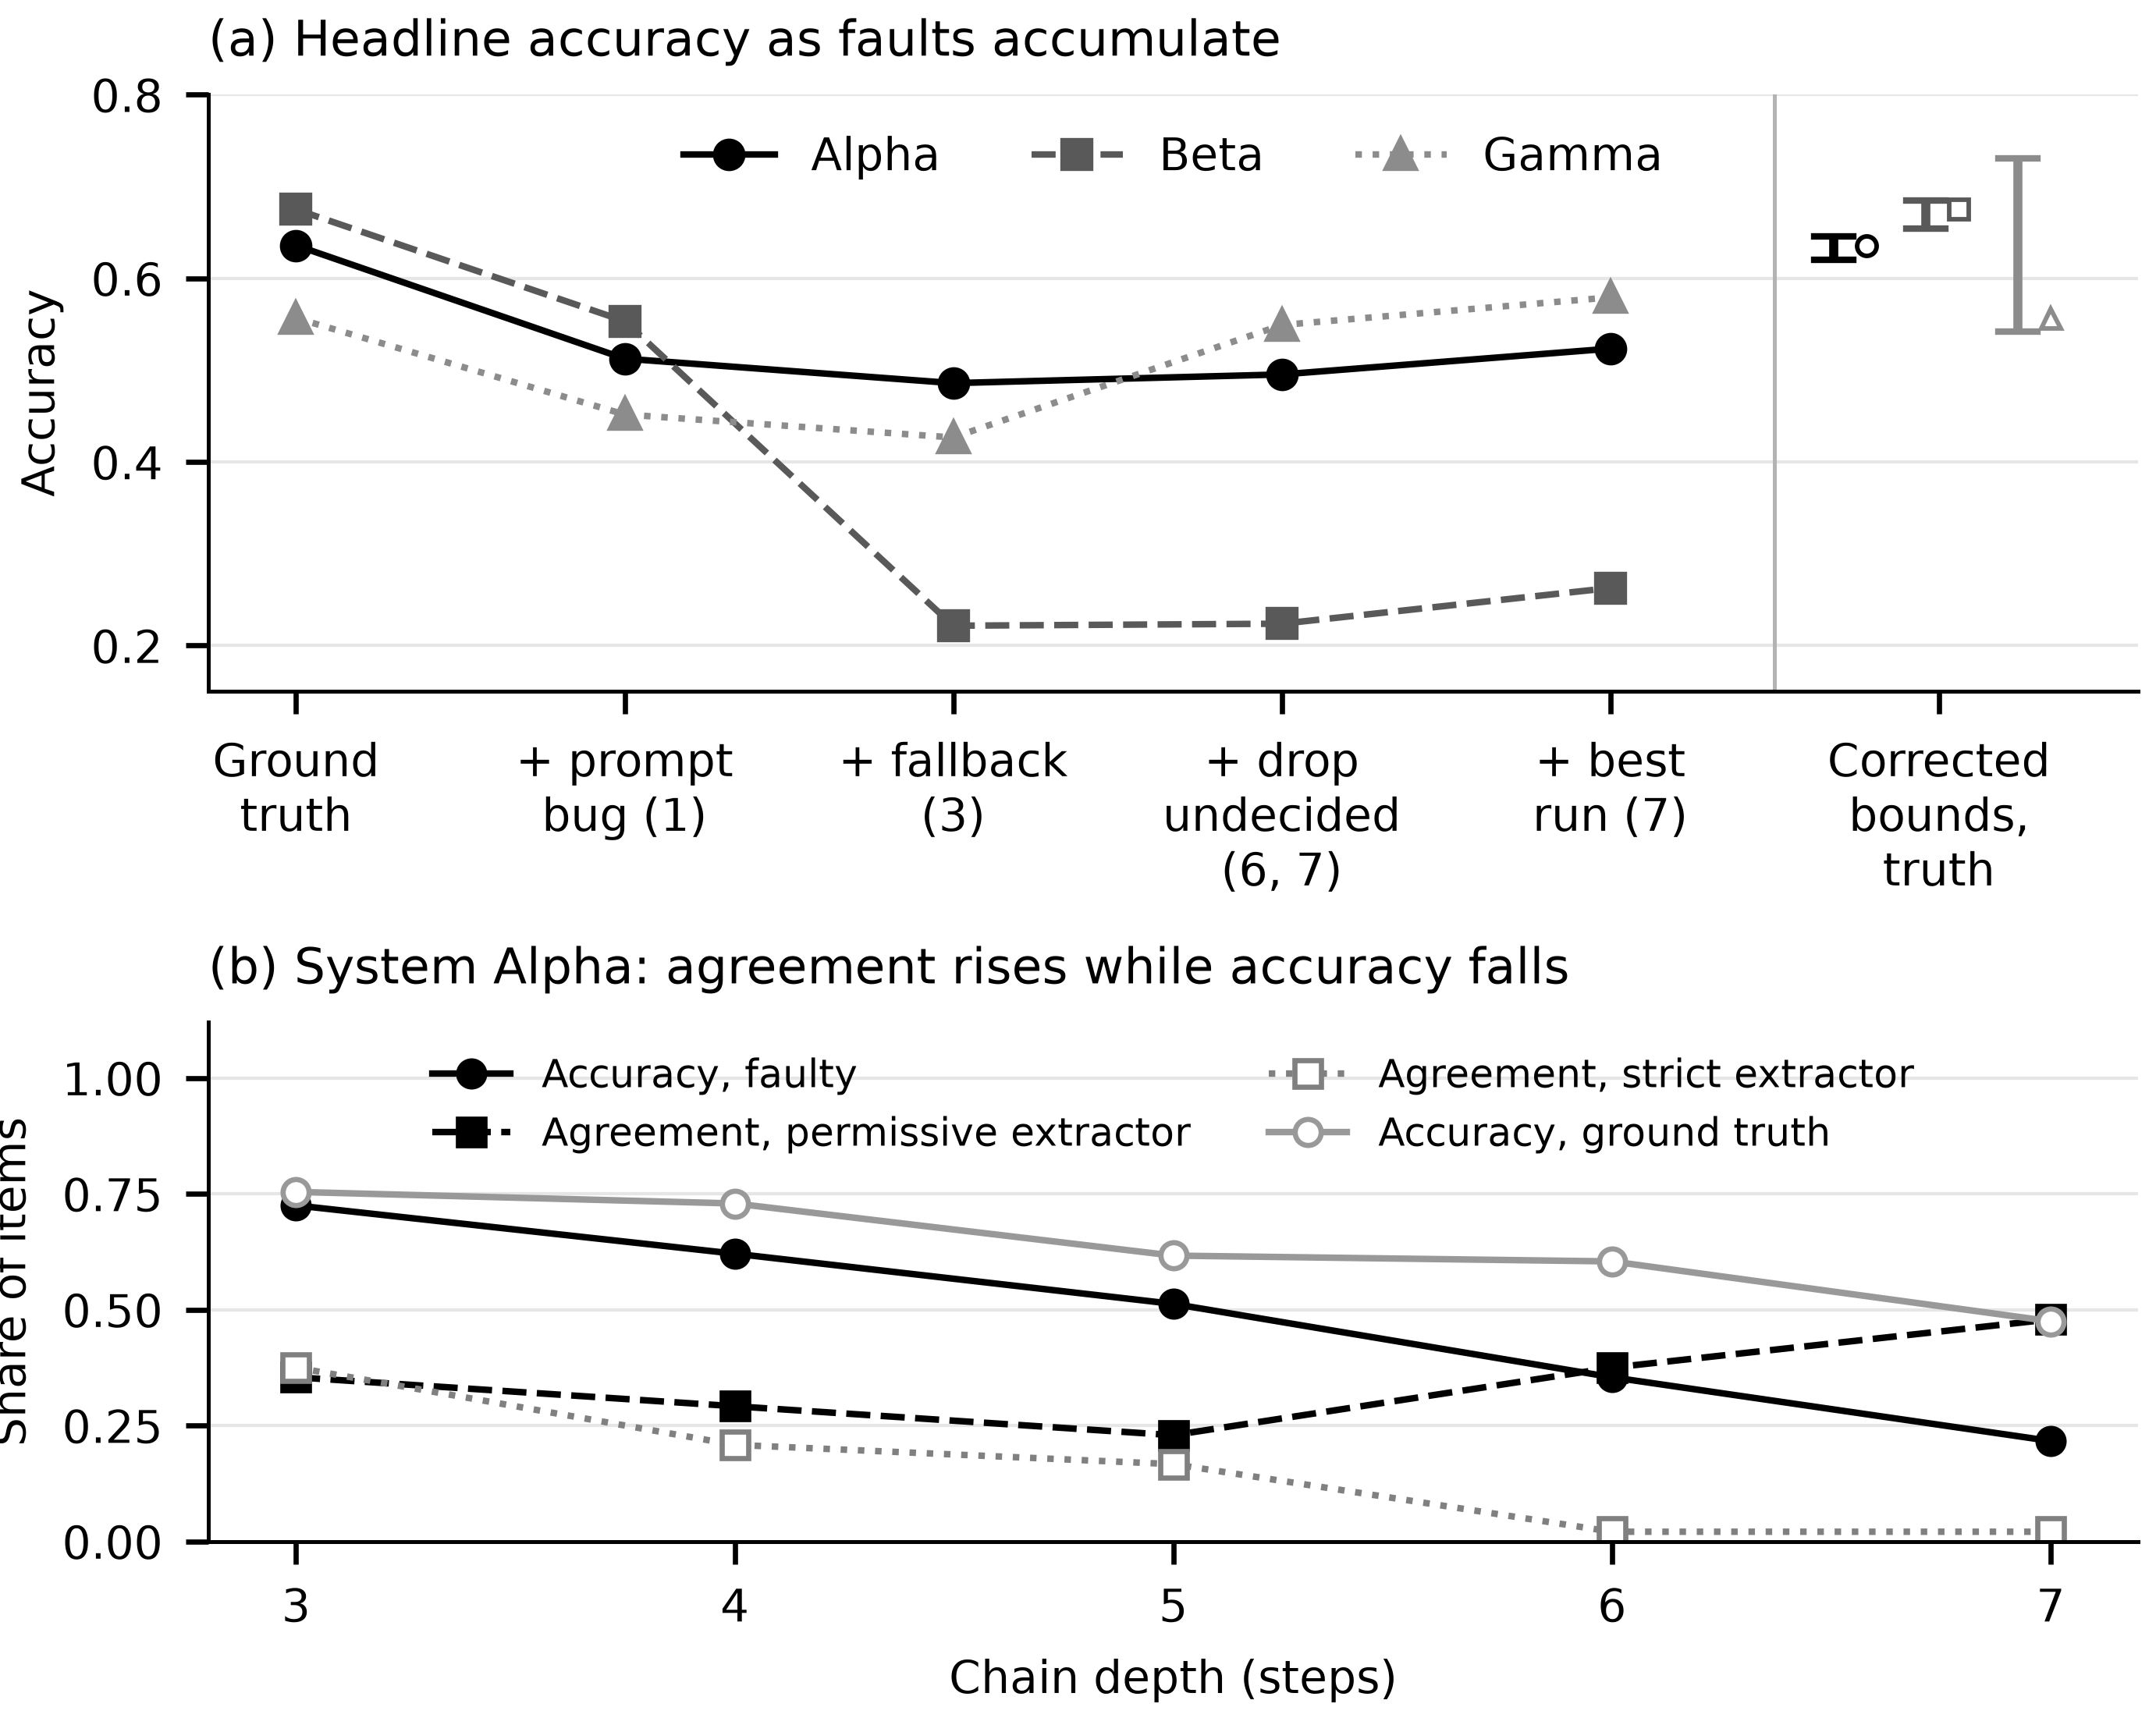 (a) Headline accuracy as faults accumulate
0.8
0.6
0.4
0.2
Accuracy
Alpha
Beta
Gamma
Ground
truth
+ prompt
bug (1)
+ fallback
(3)
+ drop
undecided
(6, 7)
+ best
run (7)
Corrected
bounds,
truth
(b) System Alpha: agreement rises while accuracy falls
1.00
0.75
0.50
0.25
0.00
Share of items
Accuracy, faulty
Agreement, permissive extractor
Agreement, strict extractor
Accuracy, ground truth
3
4
5
6
7
Chain depth (steps)